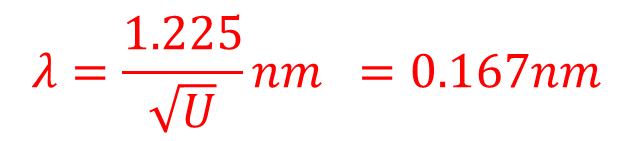 λ = 1.225/√U nm = 0.167nm